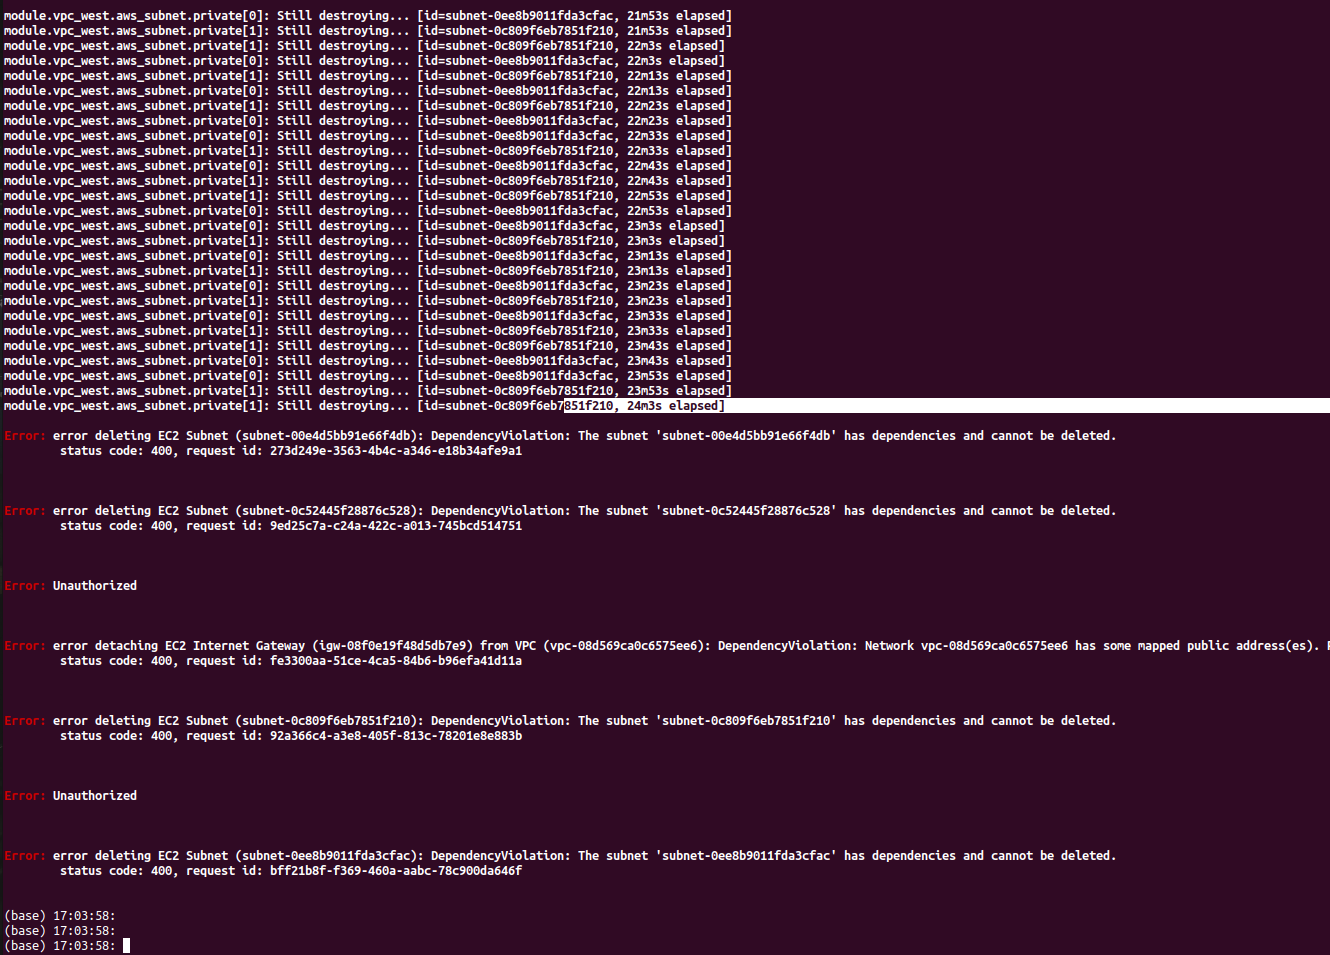 module.vpc_west.aws_subnet.private[0]: Still destroying... [id=subnet-0ee8b9011fda3cfac, 21m53s elapsed]
module.vpc_west.aws_subnet.private[1]: Still destroying... [id=subnet-0c809f6eb7851f210, 21m53s elapsed]
module.vpc_west.aws_subnet.private[1]: Still destroying... [id=subnet-0c809f6eb7851f210, 22m3s elapsed]
module.vpc_west.aws_subnet.private[0]: Still destroying... [id=subnet-0ee8b9011fda3cfac, 22m3s elapsed]
module.vpc_west.aws_subnet.private[1]: Still destroying... [id=subnet-0c809f6eb7851f210, 22m13s elapsed]
module.vpc_west.aws_subnet.private[0]: Still destroying... [id=subnet-0ee8b9011fda3cfac, 22m13s elapsed]
module.vpc_west.aws_subnet.private[1]: Still destroying... [id=subnet-0c809f6eb7851f210, 22m23s elapsed]
module.vpc_west.aws_subnet.private[0]: Still destroying... [id=subnet-0ee8b9011fda3cfac, 22m23s elapsed]
module.vpc_west.aws_subnet.private[0]: Still destroying... [id=subnet-0ee8b9011fda3cfac, 22m33s elapsed]
module.vpc_west.aws_subnet.private[1]: Still destroying... [id=subnet-0c809f6eb7851f210, 22m33s elapsed]
module.vpc_west.aws_subnet.private[0]: Still destroying... [id=subnet-0ee8b9011fda3cfac, 22m43s elapsed]
module.vpc_west.aws_subnet.private[1]: Still destroying... [id=subnet-0c809f6eb7851f210, 22m43s elapsed]
module.vpc_west.aws_subnet.private[1]: Still destroying... [id=subnet-0c809f6eb7851f210, 22m53s elapsed]
module.vpc_west.aws_subnet.private[0]: Still destroying... [id=subnet-0ee8b9011fda3cfac, 22m53s elapsed]
module.vpc_west.aws_subnet.private[0]: Still destroying... [id=subnet-0ee8b9011fda3cfac, 23m3s elapsed]
module.vpc_west.aws_subnet.private[1]: Still destroying... [id=subnet-0c809f6eb7851f210, 23m3s elapsed]
module.vpc_west.aws_subnet.private[0]: Still destroying... [id=subnet-0ee8b9011fda3cfac, 23m13s elapsed]
module.vpc_west.aws_subnet.private[1]: Still destroying... [id=subnet-0c809f6eb7851f210, 23m13s elapsed]
module.vpc_west.aws_subnet.private[0]: Still destroying... [id=subnet-0ee8b9011fda3cfac, 23m23s elapsed]
module.vpc_west.aws_subnet.private[1]: Still destroying... [id=subnet-0c809f6eb7851f210, 23m23s elapsed]
module.vpc_west.aws_subnet.private[0]: Still destroying... [id=subnet-0ee8b9011fda3cfac, 23m33s elapsed]
module.vpc_west.aws_subnet.private[1]: Still destroying... [id=subnet-0c809f6eb7851f210, 23m33s elapsed]
module.vpc_west.aws_subnet.private[1]: Still destroying... [id=subnet-0c809f6eb7851f210, 23m43s elapsed]
module.vpc_west.aws_subnet.private[0]: Still destroying... [id=subnet-0ee8b9011fda3cfac, 23m43s elapsed]
module.vpc_west.aws_subnet.private[0]: Still destroying... [id=subnet-0ee8b9011fda3cfac, 23m53s elapsed]
module.vpc_west.aws_subnet.private[1]: Still destroying... [id=subnet-0c809f6eb7851f210, 23m53s elapsed]
module.vpc_west.aws_subnet.private[1]: Still destroying... [id=subnet-0c809f6eb7851f210, 24m3s elapsed]
Error: error deleting EC2 Subnet (subnet-00e4d5bb91e66f4db): DependencyViolation: The subnet 'subnet-00e4d5bb91e66f4db' has dependencies and cannot be deleted.
status code: 400, request id: 273d249e-3563-4b4c-a346-e18b34afe9a1
Error: error deleting EC2 Subnet (subnet-0c52445f28876c528): DependencyViolation: The subnet 'subnet-0c52445f28876c528' has dependencies and cannot be deleted.
status code: 400, request id: 9ed25c7a-c24a-422c-a013-745bcd514751
Error: Unauthorized
Error: error detaching EC2 Internet Gateway (igw-08f0e19f48d5db7e9) from VPC (vpc-08d569ca0c6575ee6): DependencyViolation: Network vpc-08d569ca0c6575ee6 has some mapped public address(es).
status code: 400, request id: fe3300aa-51ce-4ca5-84b6-b96efa41d11a
Error: error deleting EC2 Subnet (subnet-0c809f6eb7851f210): DependencyViolation: The subnet 'subnet-0c809f6eb7851f210' has dependencies and cannot be deleted.
status code: 400, request id: 92a366c4-a3e8-405f-813c-78201e8e883b
Error: Unauthorized
Error: error deleting EC2 Subnet (subnet-0ee8b9011fda3cfac): DependencyViolation: The subnet 'subnet-0ee8b9011fda3cfac' has dependencies and cannot be deleted.
status code: 400, request id: bff21b8f-f369-460a-aabc-78c900da646f
(base) 17:03:58:
(base) 17:03:58:
(base) 17:03:58: